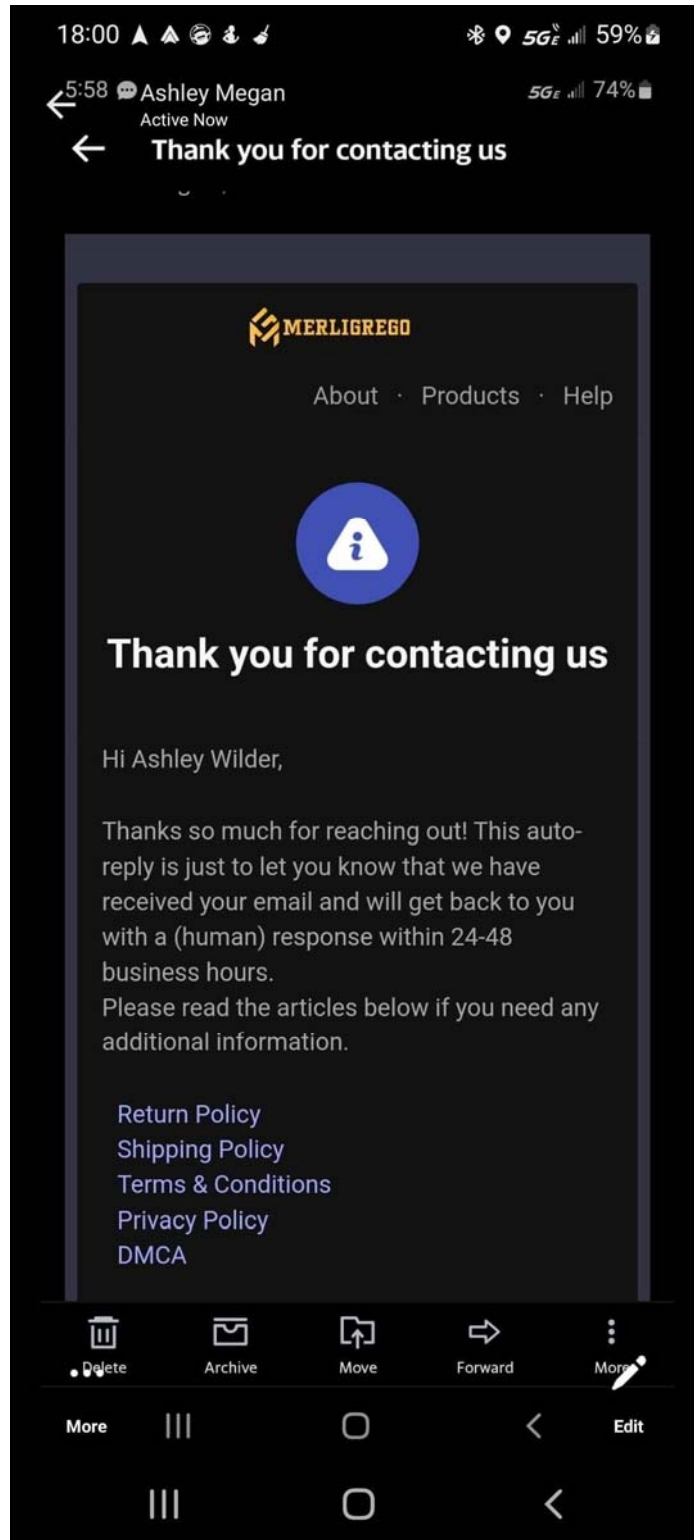 18:00 5GE 59%
5:58 Ashley Megan 5GE 74%
Active Now
Thank you for contacting us
MERLIGREGO
About · Products · Help
Thank you for contacting us
Hi Ashley Wilder,
Thanks so much for reaching out! This auto-
reply is just to let you know that we have
received your email and will get back to you
with a (human) response within 24-48
business hours.
Please read the articles below if you need any
additional information.
Return Policy
Shipping Policy
Terms & Conditions
Privacy Policy
DMCA
Delete Archive Move Forward More
More Edit